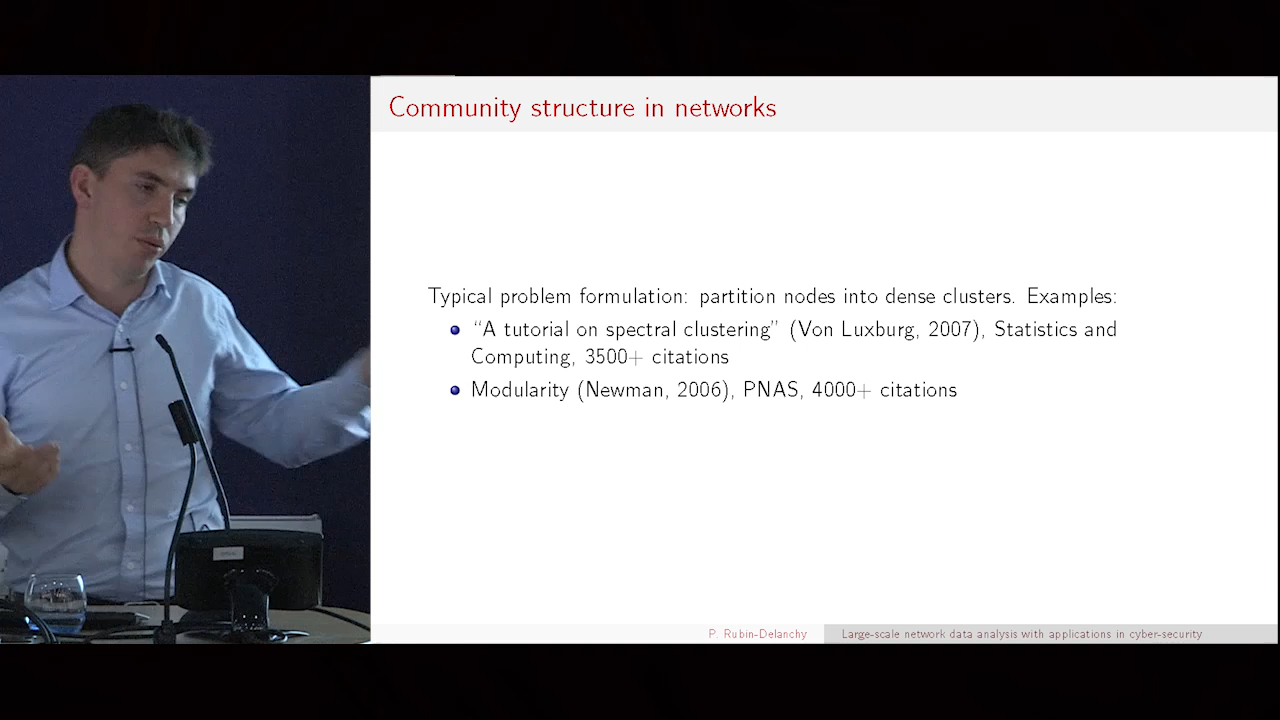 Community structure in networks
Typical problem formulation: partition nodes into dense clusters. Examples:
“A tutorial on spectral clustering” (Von Luxburg, 2007), Statistics and
Computing, 3500+ citations
Modularity (Newman, 2006), PNAS, 4000+ citations
P. Rubin-Delanchy
Large-scale network data analysis with applications in cyber-security